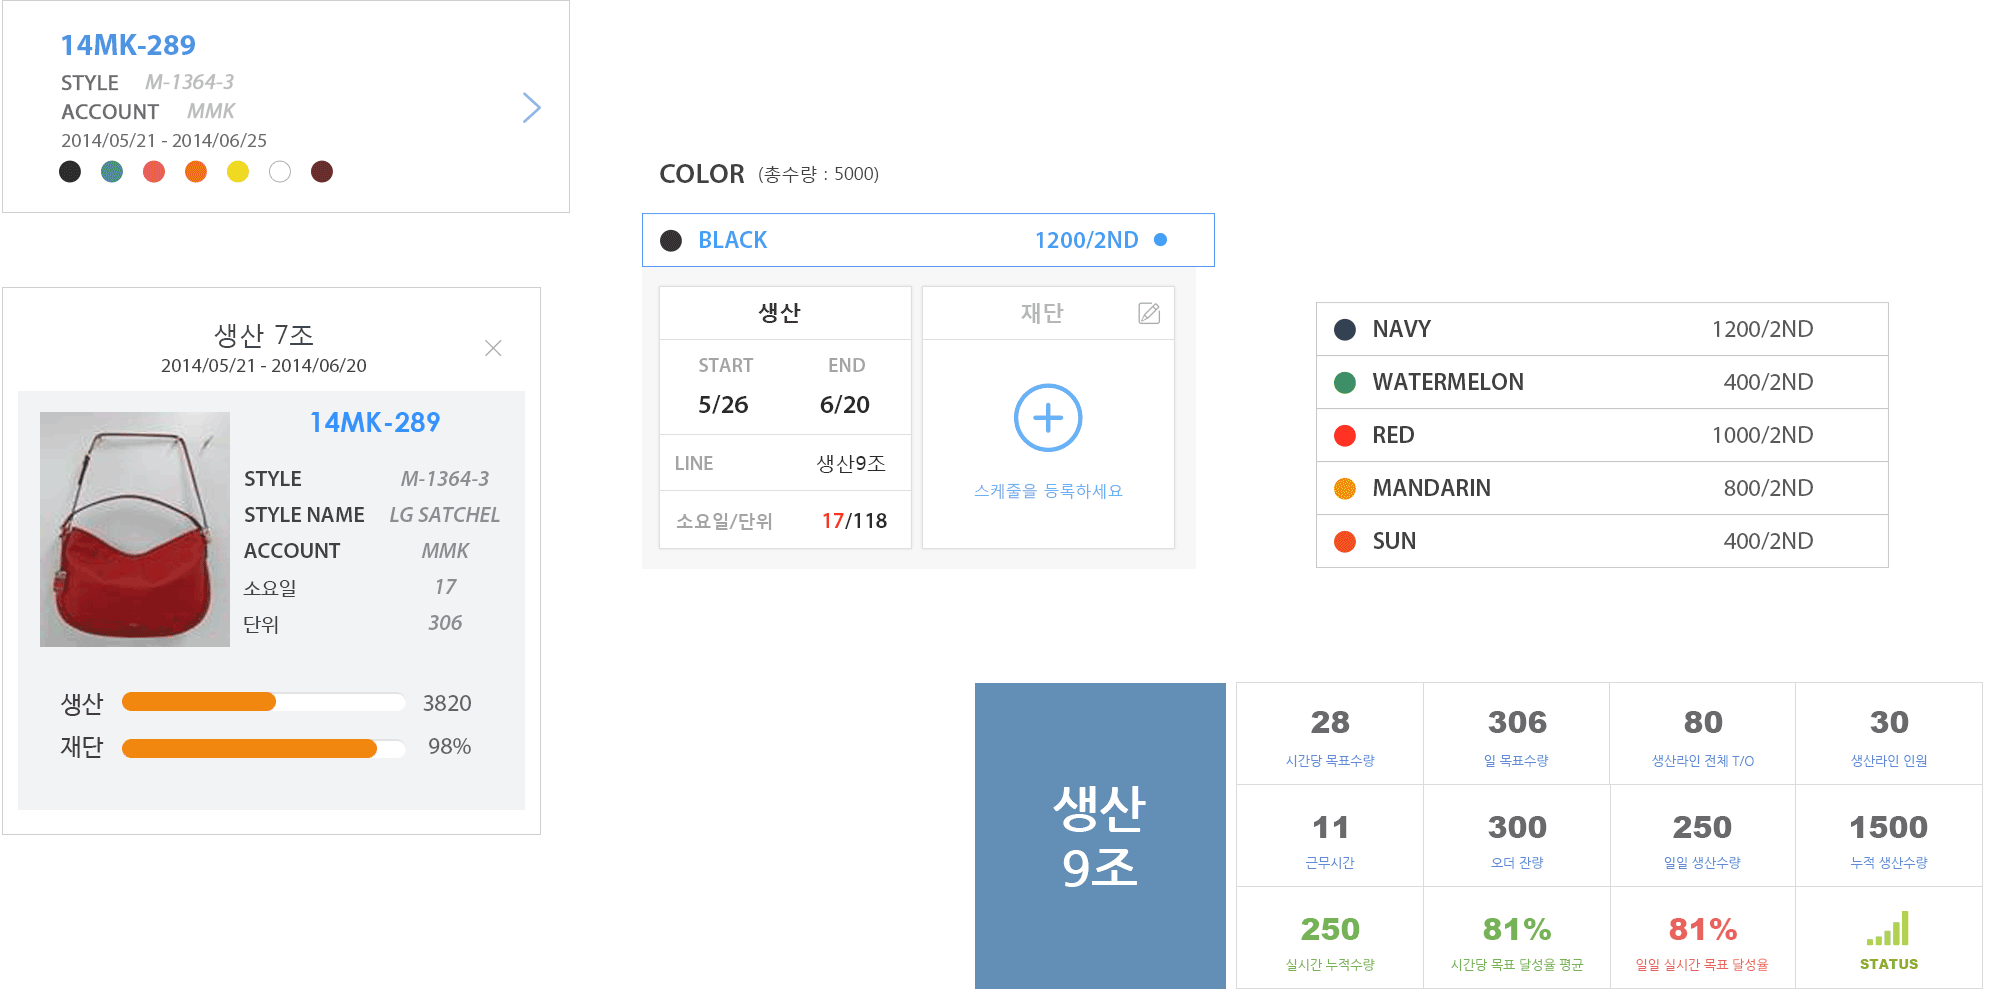 14MK-289
STYLE M-1364-3
ACCOUNT MMK
2014/05/21 - 2014/06/25
생산 7조
2014/05/21 - 2014/06/20
14MK-289
STYLE M-1364-3
STYLE NAME LG SATCHEL
ACCOUNT MMK
소요일 17
단위 306
생산 3820
재단 98%
COLOR (총수량 : 5000)
BLACK 1200/2ND
생산
START END
5/26 6/20
LINE 생산9조
소요일/단위 17/118
재단
스케줄을 등록하세요
NAVY 1200/2ND
WATERMELON 400/2ND
RED 1000/2ND
MANDARIN 800/2ND
SUN 400/2ND
생산
9조
28 306 80 30
시간당 목표수량 일 목표수량 생산라인 전체 T/O 생산라인 인원
11 300 250 1500
근무시간 오더 잔량 일일 생산수량 누적 생산수량
250 81% 81%
실시간 누적수량 시간당 목표 달성율 평균 일일 실시간 목표 달성율 STATUS